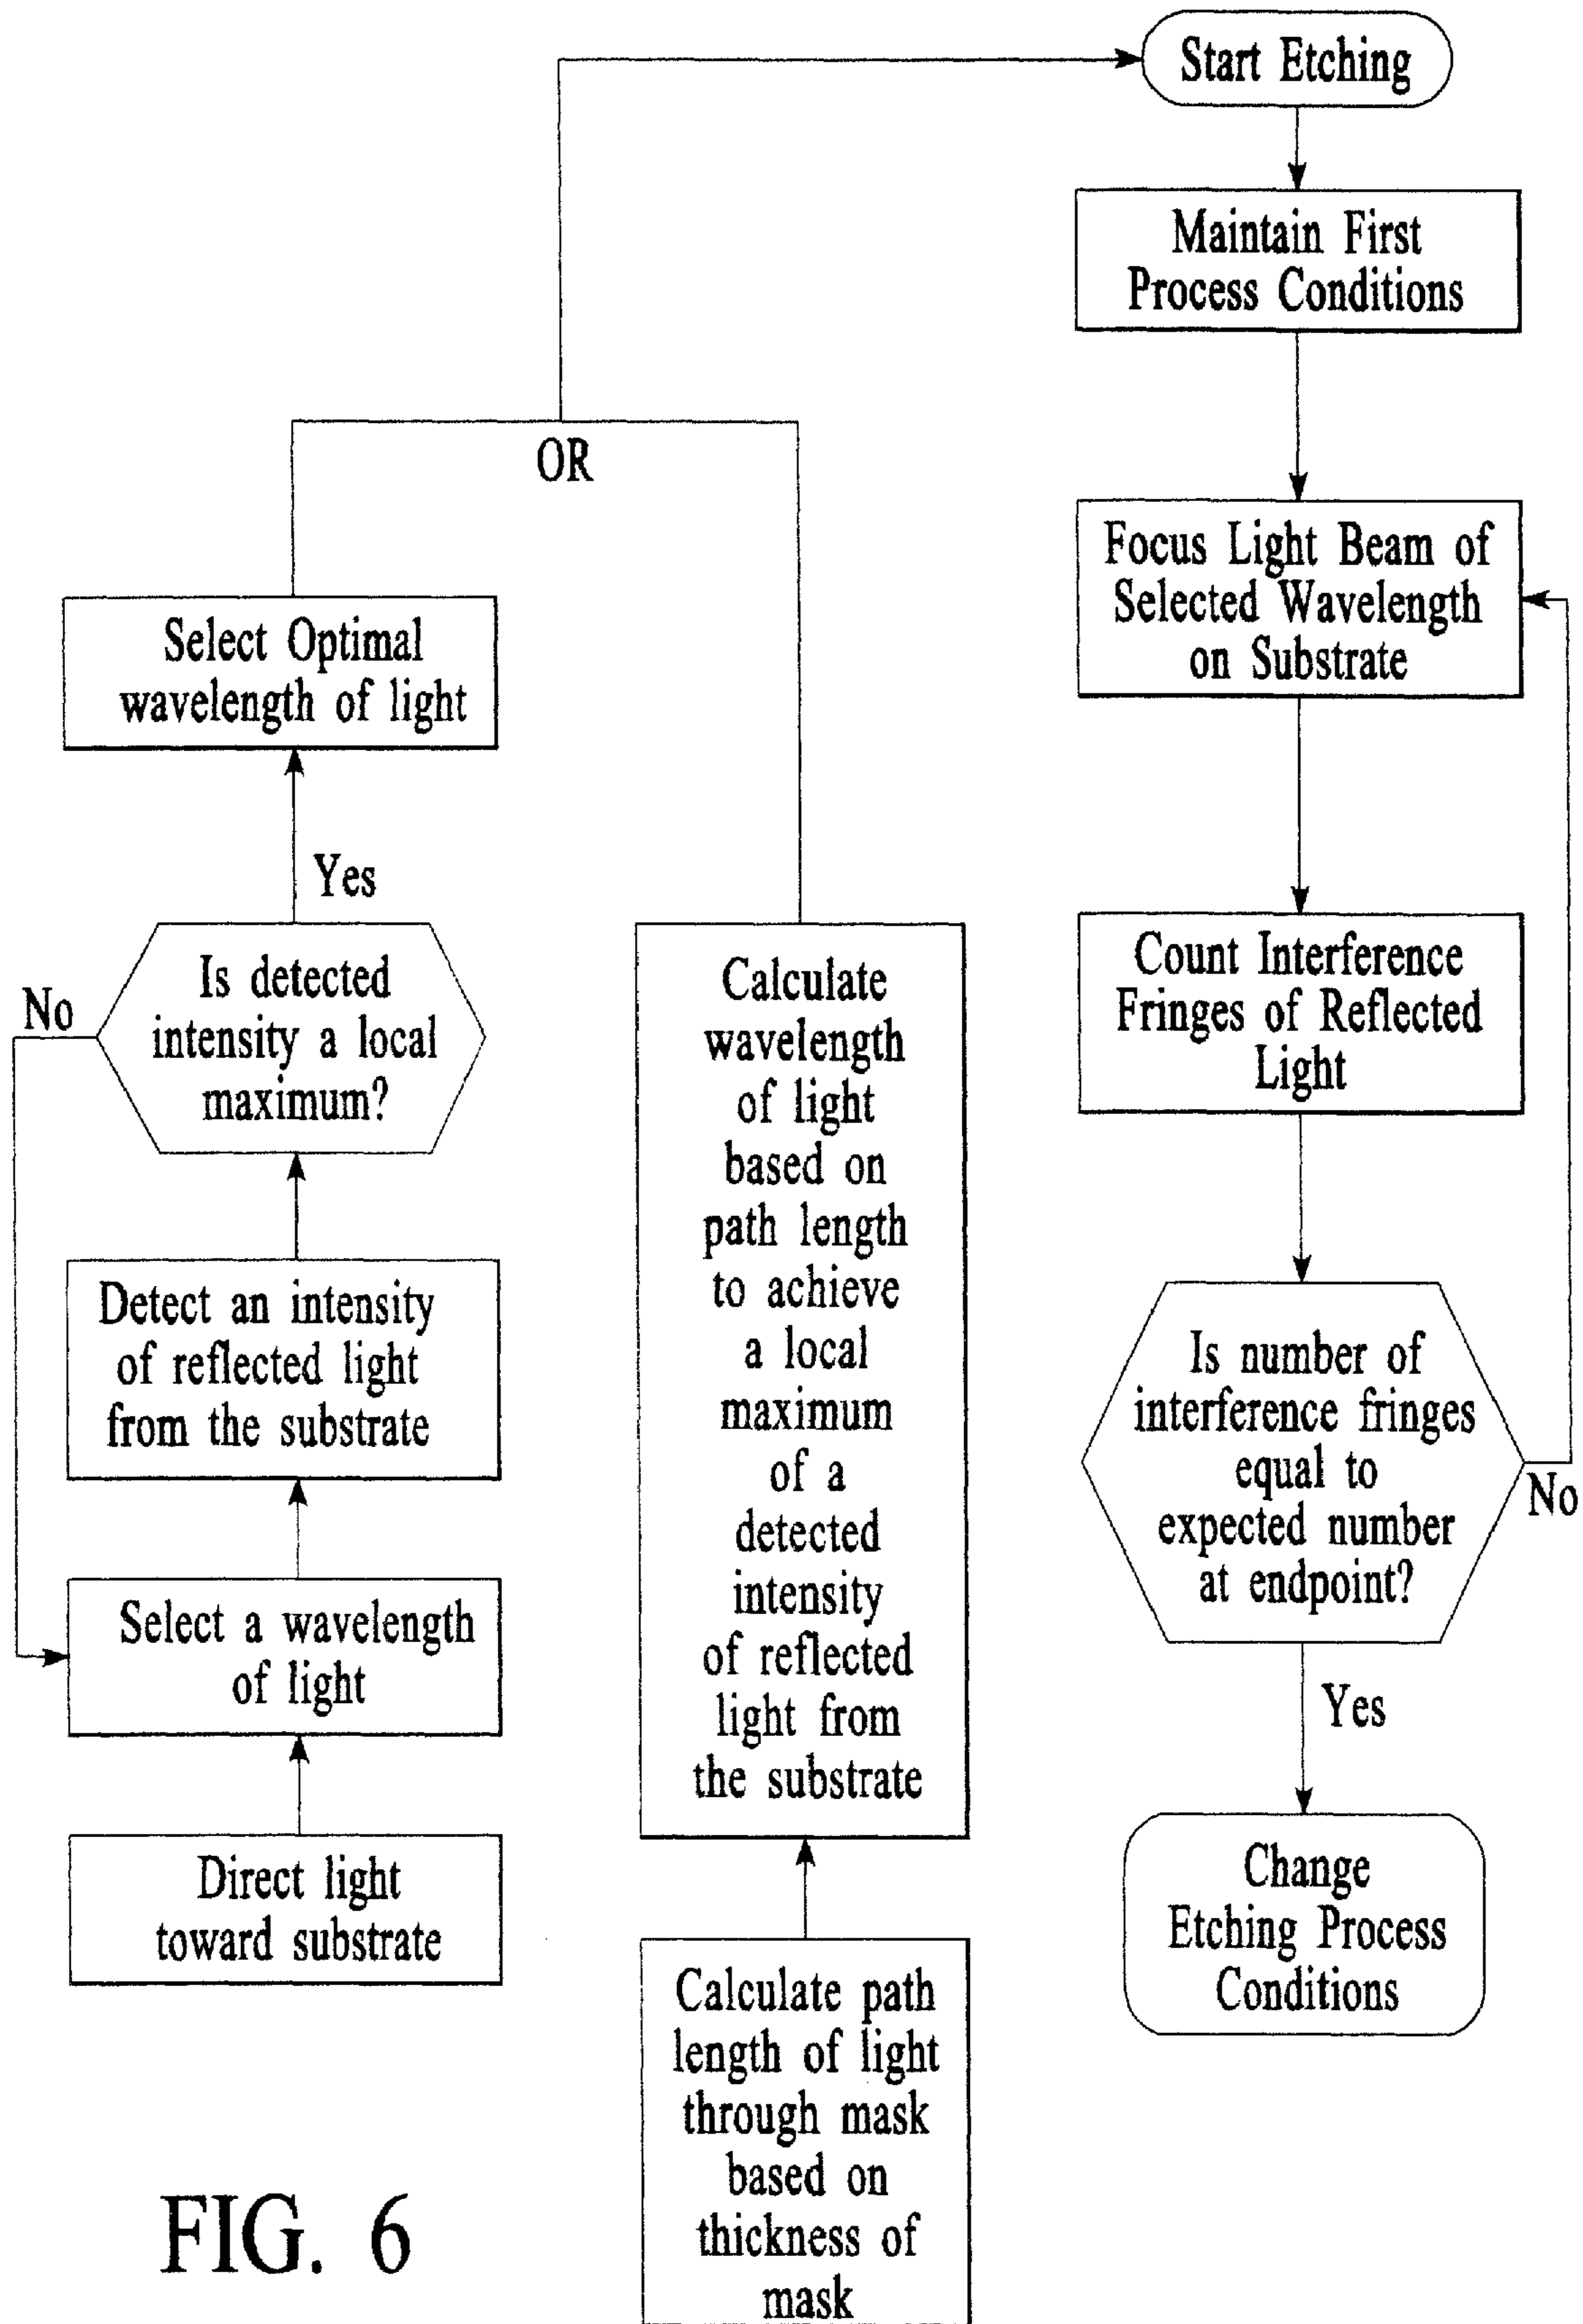 Start Etching
Maintain First
Process Conditions
OR
Focus Light Beam of
Selected Wavelength
on Substrate
Select Optimal
wavelength of light
Yes
Is detected
intensity a local
maximum?
No
Calculate
wavelength
of light
based on
path length
to achieve
a local
maximum
of a
detected
intensity
of reflected
light from
the substrate
Count Interference
Fringes of Reflected
Light
Detect an intensity
of reflected light
from the substrate
Is number of
interference fringes
equal to
expected number
at endpoint?
No
Select a wavelength
of light
Yes
Direct light
toward substrate
Change
Etching Process
Conditions
Calculate path
length of light
through mask
based on
thickness of
mask
FIG. 6